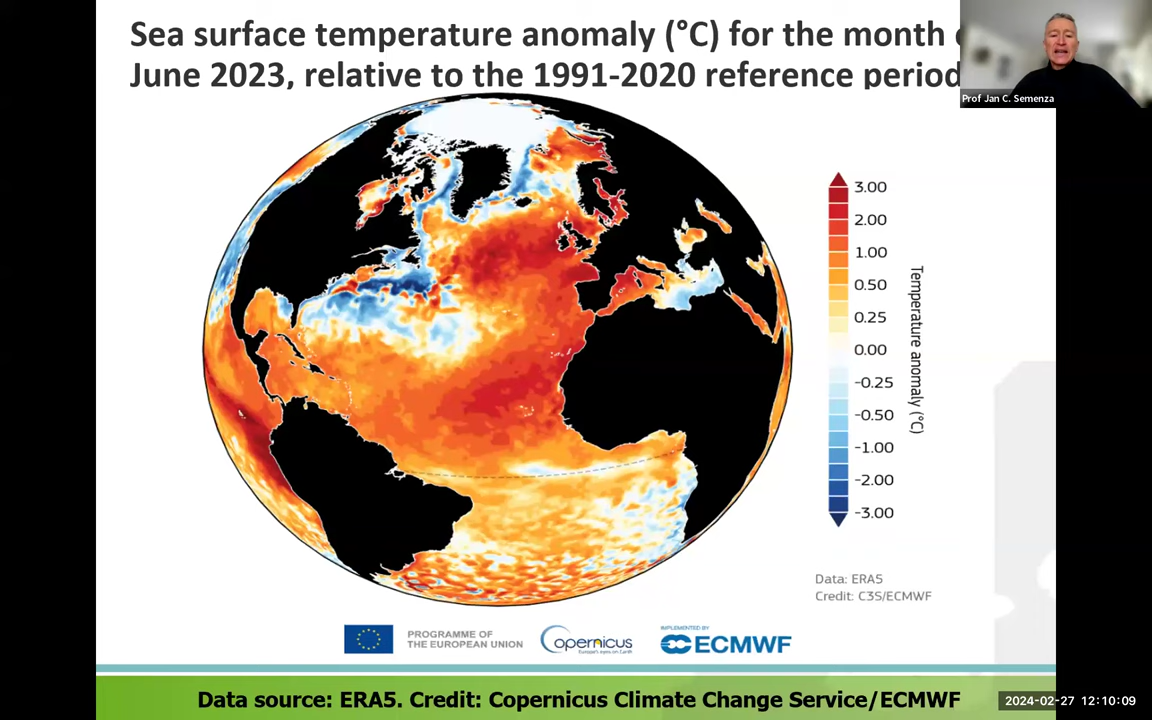 Sea surface temperature anomaly (°C) for the month
June 2023, relative to the 1991-2020 reference period
Prof Jan C. Semenza
3.00
2.00
1.00
0.50
0.25
0.00
-0.25
-0.50
-1.00
-2.00
-3.00
Temperature anomaly (°C)
Data: ERA5
Credit: C3S/ECMWF
PROGRAMME OF
THE EUROPEAN UNION
opernicus
Europe's eyes on Earth
IMPLEMENTED BY
ECMWF
Data source: ERA5. Credit: Copernicus Climate Change Service/ECMWF
2024-02-27 12:10:09